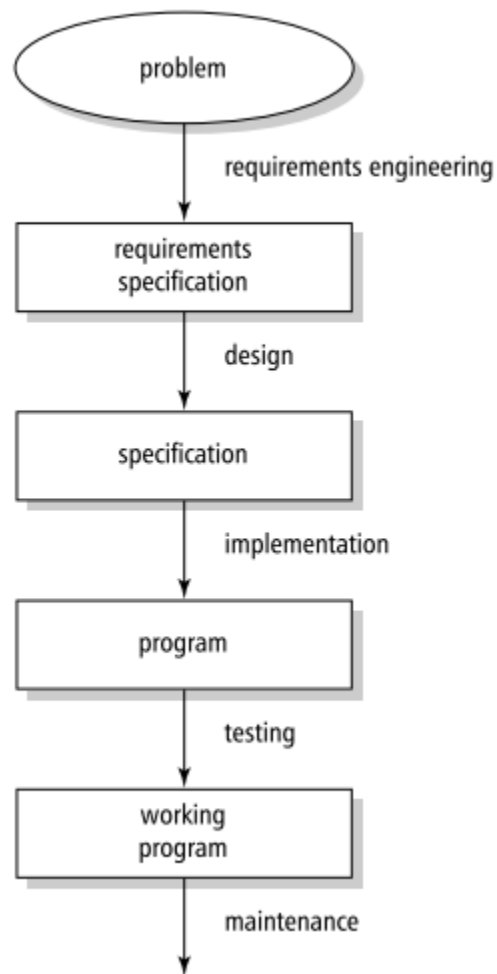 problem
requirements engineering
requirements
specification
design
specification
implementation
program
testing
working
program
maintenance